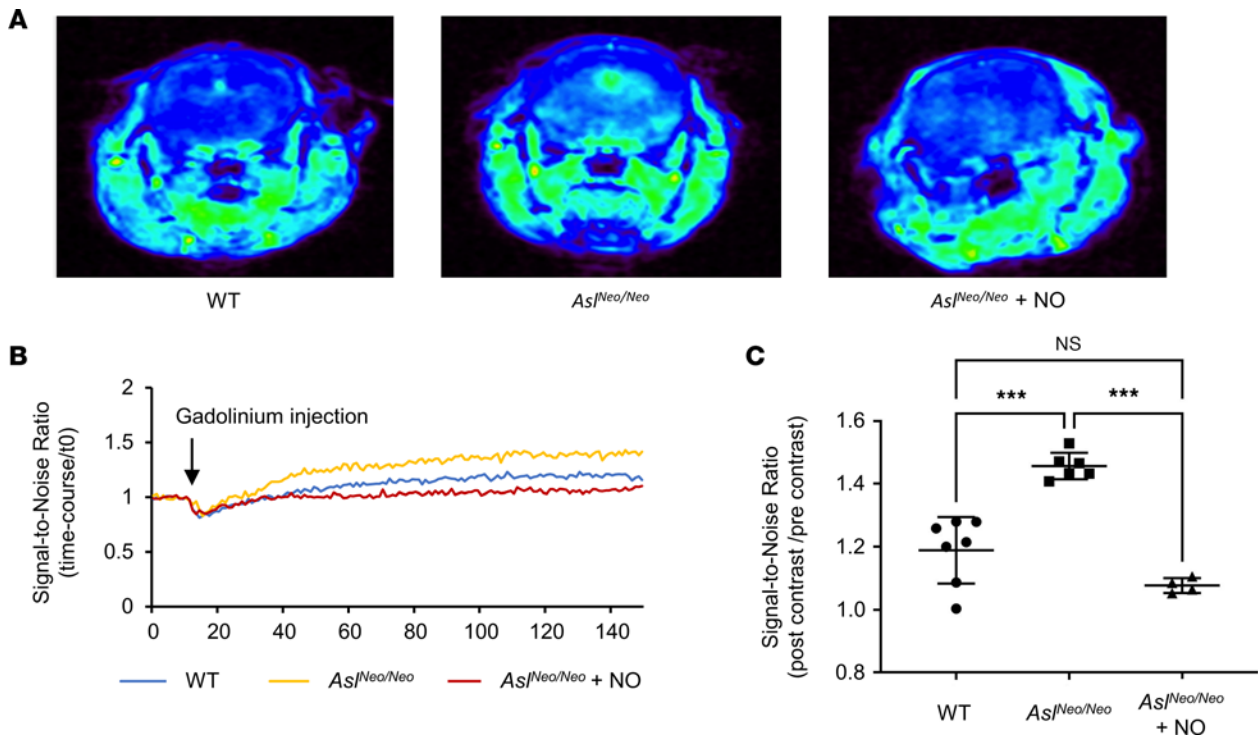 A
WT
Asl^Neo/Neo
Asl^Neo/Neo + NO
B
Signal-to-Noise Ratio
(time-course/t0)
2
1.5
1
0.5
0
Gadolinium injection
0 20 40 60 80 100 120 140
WT Asl^Neo/Neo Asl^Neo/Neo + NO
C
NS
*** ***
Signal-to-Noise Ratio
(post contrast /pre contrast)
1.6
1.4
1.2
1.0
0.8
WT
Asl^Neo/Neo
Asl^Neo/Neo
+ NO